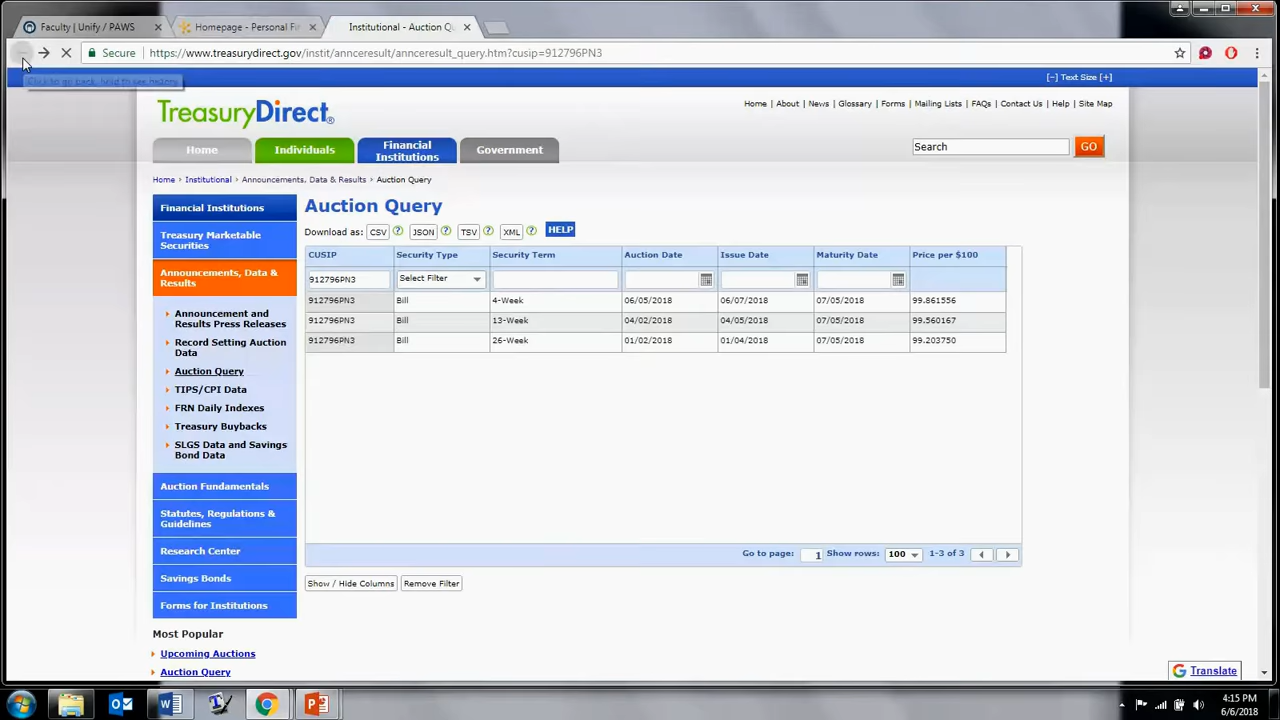 Faculty | Unify / PAWS
Homepage - Personal Fi
Institutional - Auction Qu
Secure
https://www.treasurydirect.gov/instit/annceresult/annceresult_query.htm?cusip=912796PN3
Click to go back, hold to see history
[−] Text Size [+]
TreasuryDirect®
Home | About | News | Glossary | Forms | Mailing Lists | FAQs | Contact Us | Help | Site Map
Home
Individuals
Financial
Institutions
Government
Search
GO
Home › Institutional › Announcements, Data & Results › Auction Query
Financial Institutions
Treasury Marketable
Securities
Announcements, Data &
Results
Announcement and
Results Press Releases
Record Setting Auction
Data
Auction Query
TIPS/CPI Data
FRN Daily Indexes
Treasury Buybacks
SLGS Data and Savings
Bond Data
Auction Fundamentals
Statutes, Regulations &
Guidelines
Research Center
Savings Bonds
Forms for Institutions
Most Popular
Upcoming Auctions
Auction Query
Auction Query
Download as: CSV ? JSON ? TSV ? XML ? HELP
CUSIP Security Type Security Term Auction Date Issue Date Maturity Date Price per $100
912796PN3 Select Filter
912796PN3 Bill 4-Week 06/05/2018 06/07/2018 07/05/2018 99.861556
912796PN3 Bill 13-Week 04/02/2018 04/05/2018 07/05/2018 99.560167
912796PN3 Bill 26-Week 01/02/2018 01/04/2018 07/05/2018 99.203750
Go to page: 1 Show rows: 100 1-3 of 3
Show / Hide Columns Remove Filter
Translate
4:15 PM
6/6/2018